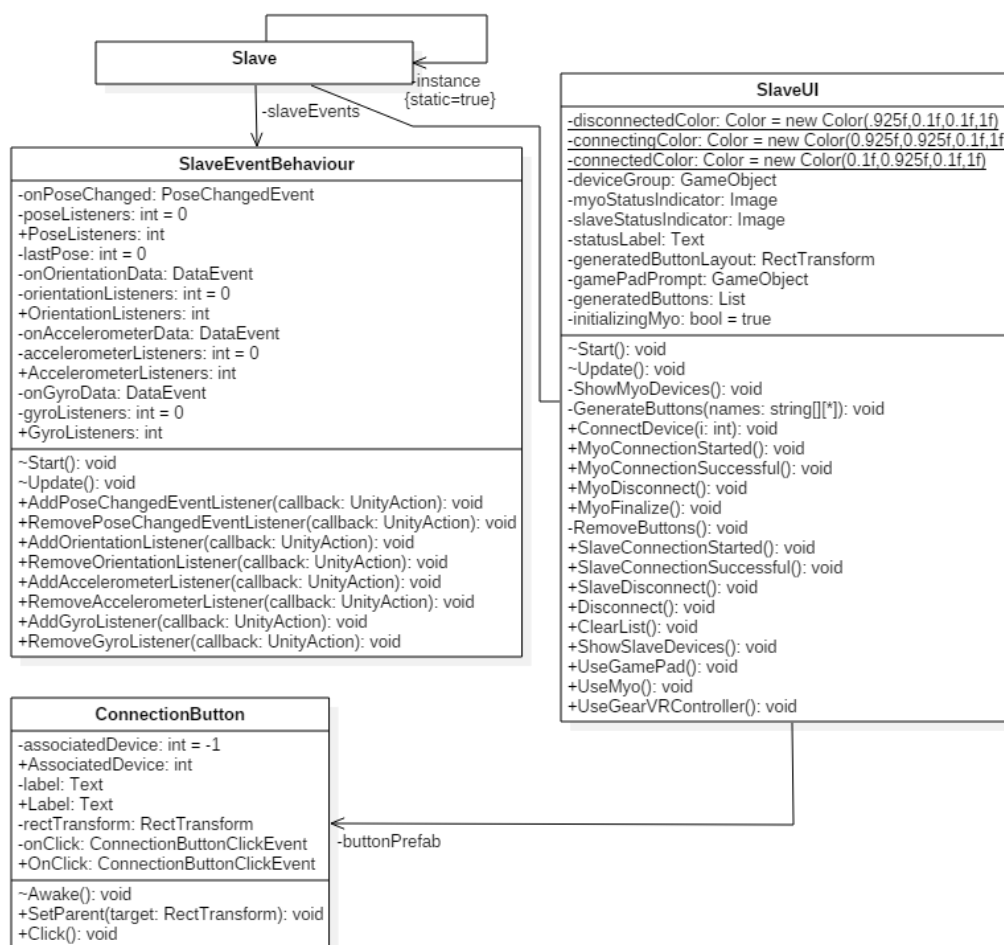 Slave
-instance
{static=true}
-slaveEvents
SlaveEventBehaviour
-onPoseChanged: PoseChangedEvent
-poseListeners: int = 0
+PoseListeners: int
-lastPose: int = 0
-onOrientationData: DataEvent
-orientationListeners: int = 0
+OrientationListeners: int
-onAccelerometerData: DataEvent
-accelerometerListeners: int = 0
+AccelerometerListeners: int
-onGyroData: DataEvent
-gyroListeners: int = 0
+GyroListeners: int
~Start(): void
~Update(): void
+AddPoseChangedEventListener(callback: UnityAction): void
+RemovePoseChangedEventListener(callback: UnityAction): void
+AddOrientationListener(callback: UnityAction): void
+RemoveOrientationListener(callback: UnityAction): void
+AddAccelerometerListener(callback: UnityAction): void
+RemoveAccelerometerListener(callback: UnityAction): void
+AddGyroListener(callback: UnityAction): void
+RemoveGyroListener(callback: UnityAction): void
SlaveUI
-disconnectedColor: Color = new Color(.925f,0.1f,0.1f,1f)
-connectingColor: Color = new Color(0.925f,0.925f,0.1f,1f
-connectedColor: Color = new Color(0.1f,0.925f,0.1f,1f)
-deviceGroup: GameObject
-myoStatusIndicator: Image
-slaveStatusIndicator: Image
-statusLabel: Text
-generatedButtonLayout: RectTransform
-gamePadPrompt: GameObject
-generatedButtons: List
-initializingMyo: bool = true
~Start(): void
~Update(): void
-ShowMyoDevices(): void
-GenerateButtons(names: string[][*]): void
+ConnectDevice(i: int): void
+MyoConnectionStarted(): void
+MyoConnectionSuccessful(): void
+MyoDisconnect(): void
+MyoFinalize(): void
-RemoveButtons(): void
+SlaveConnectionStarted(): void
+SlaveConnectionSuccessful(): void
+SlaveDisconnect(): void
+Disconnect(): void
+ClearList(): void
+ShowSlaveDevices(): void
+UseGamePad(): void
+UseMyo(): void
+UseGearVRController(): void
ConnectionButton
-associatedDevice: int = -1
+AssociatedDevice: int
-label: Text
+Label: Text
-rectTransform: RectTransform
-onClick: ConnectionButtonClickEvent
+OnClick: ConnectionButtonClickEvent
~Awake(): void
+SetParent(target: RectTransform): void
+Click(): void
-buttonPrefab